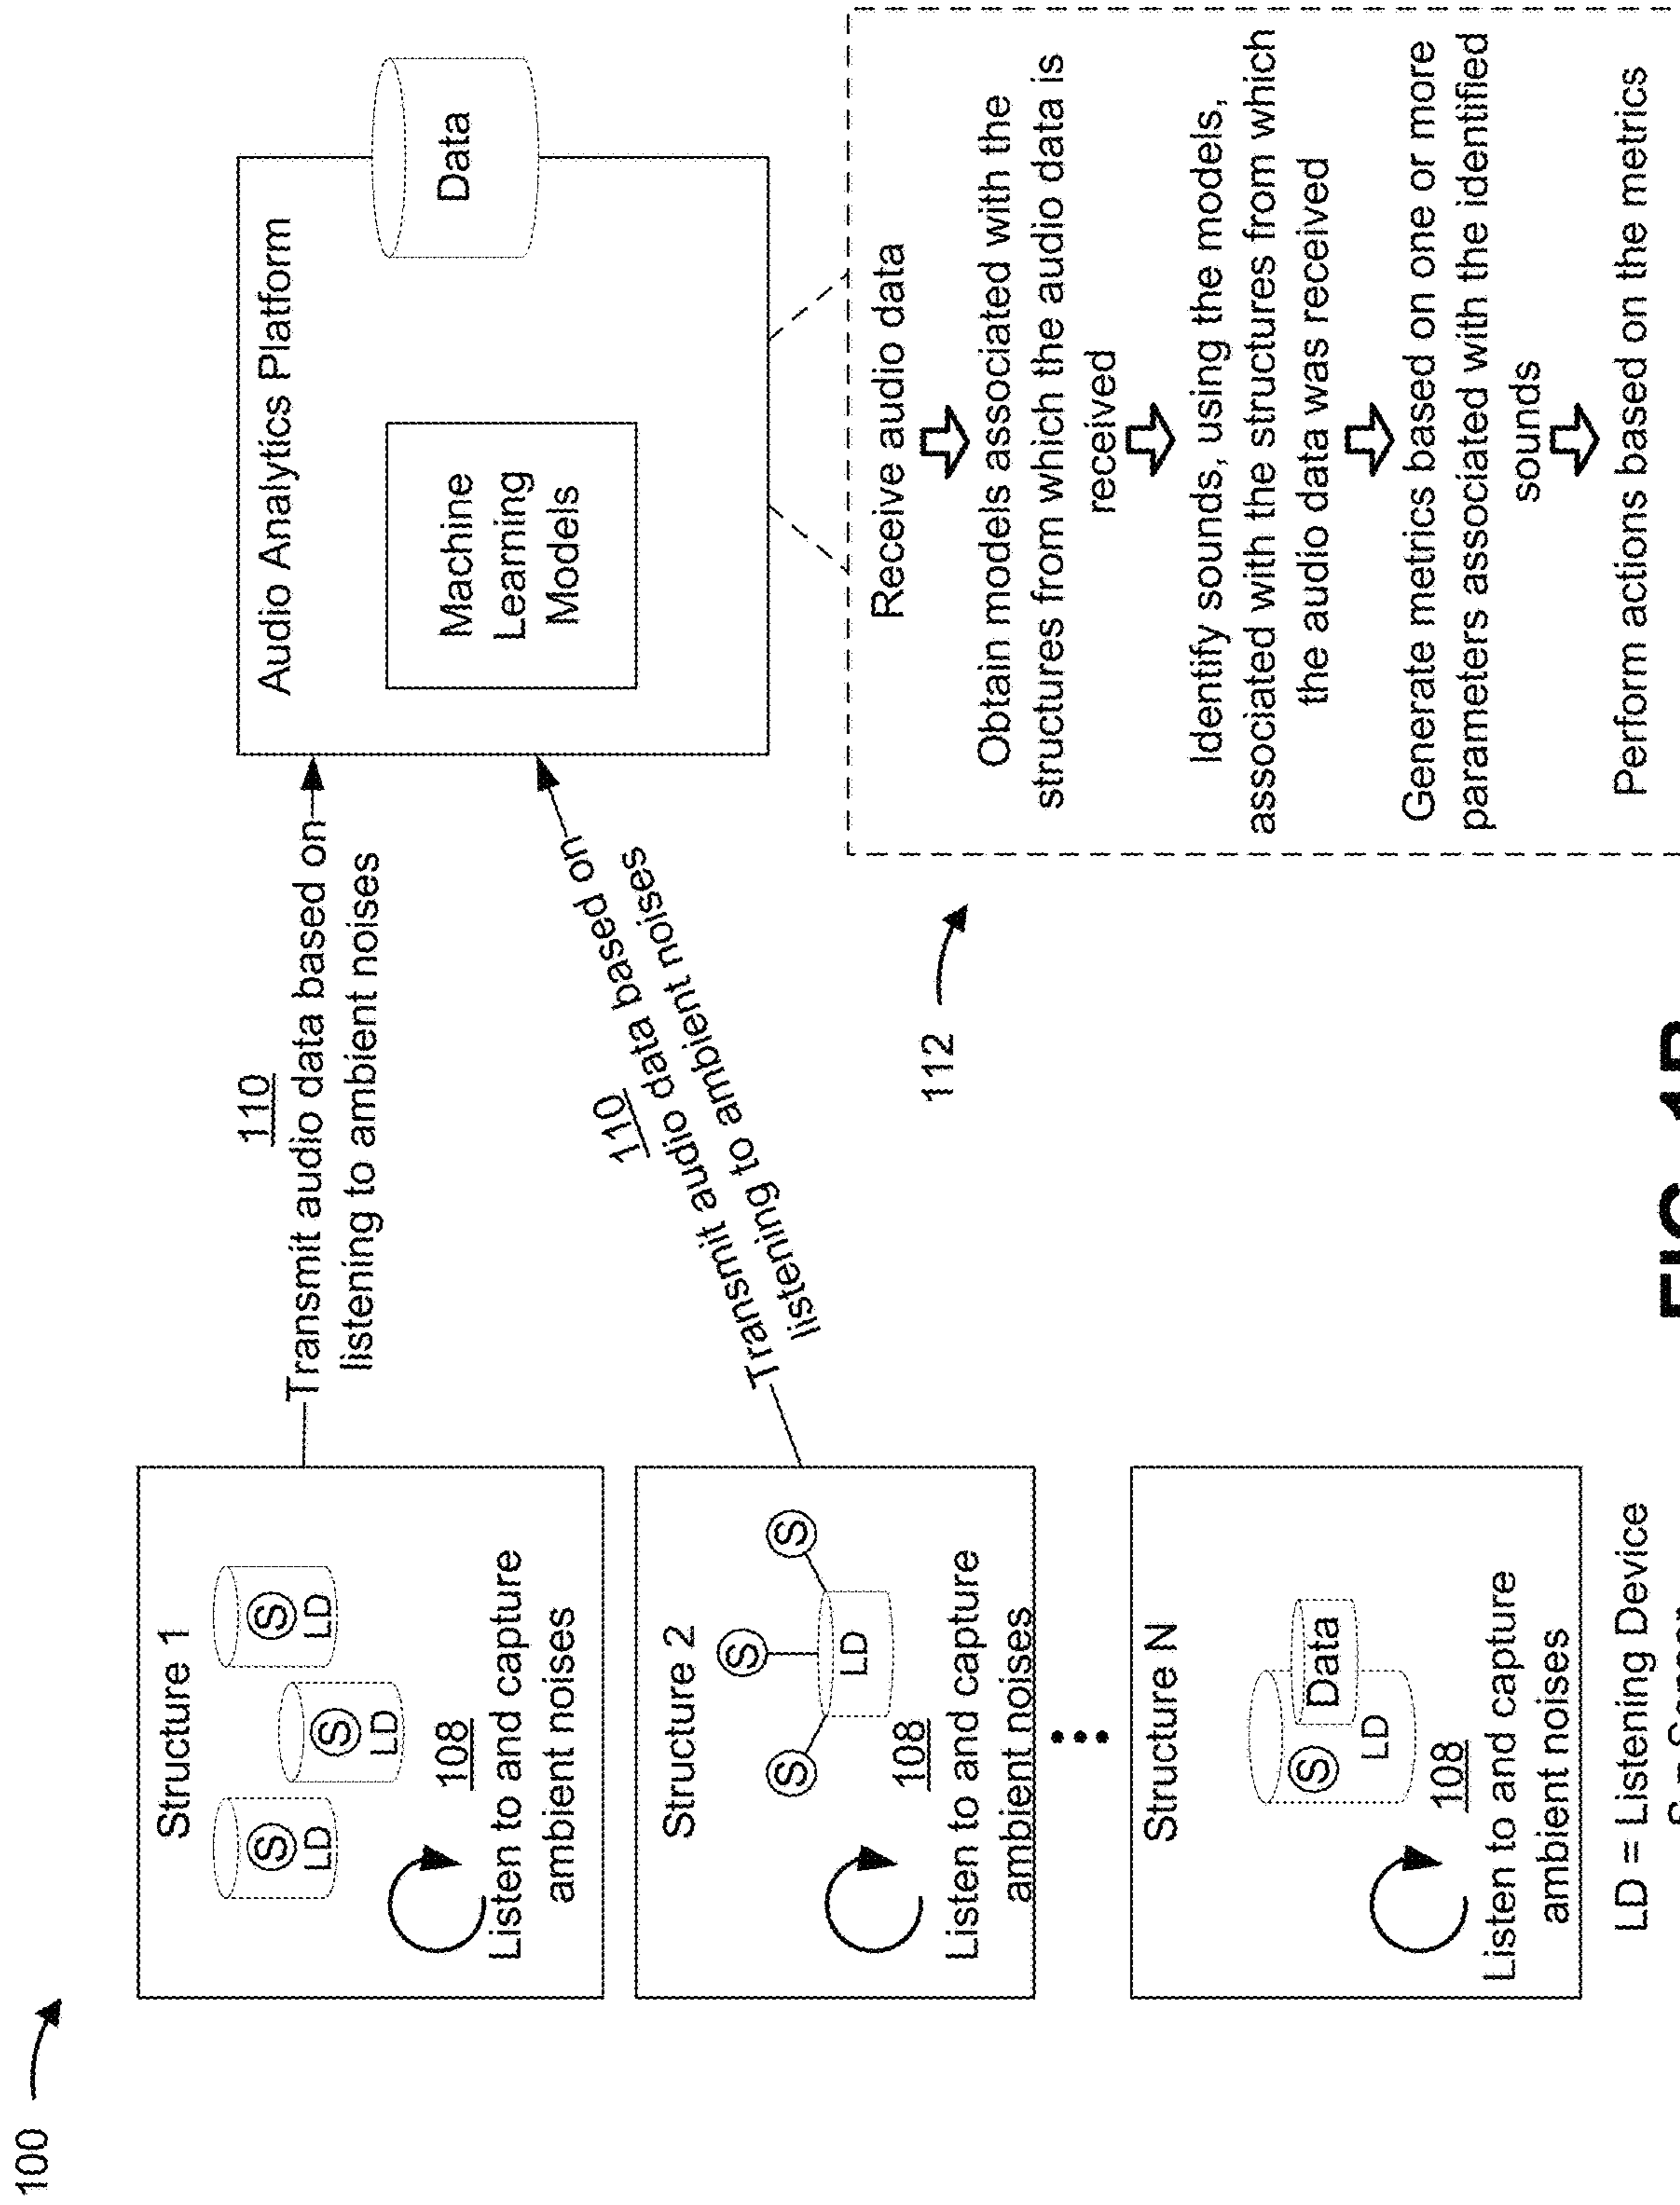 100
Structure 1
S
LD
S
LD
S
LD
108
Listen to and capture
ambient noises
Structure 2
S
S
S
LD
108
Listen to and capture
ambient noises
Structure N
S
LD
Data
108
Listen to and capture
ambient noises
LD = Listening Device
S = Sensor
110
Transmit audio data based on
listening to ambient noises
110
Transmit audio data based on
listening to ambient noises
Audio Analytics Platform
Machine
Learning
Models
Data
112
Receive audio data
Obtain models associated with the
structures from which the audio data is
received
Identify sounds, using the models,
associated with the structures from which
the audio data was received
Generate metrics based on one or more
parameters associated with the identified
sounds
Perform actions based on the metrics
FIG.